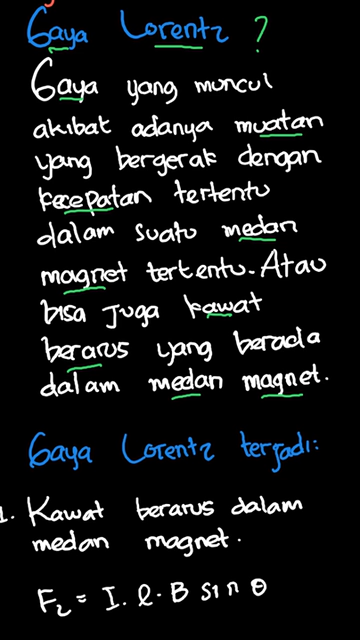 Gaya Lorentz ?
Gaya yang muncul
akibat adanya muatan
yang bergerak dengan
kecepatan tertentu
dalam suatu medan
magnet tertentu. Atau
bisa juga kawat
berarus yang berada
dalam medan magnet.
Gaya Lorentz terjadi:
1. Kawat berarus dalam
medan magnet.
F_L = I. l. B sin θ